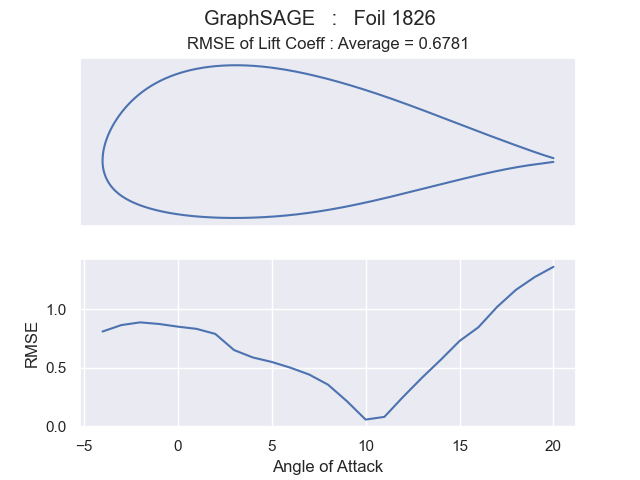 GraphSAGE   :   Foil 1826
RMSE of Lift Coeff : Average = 0.6781
1.0
0.5
0.0
RMSE
−5 0 5 10 15 20
Angle of Attack